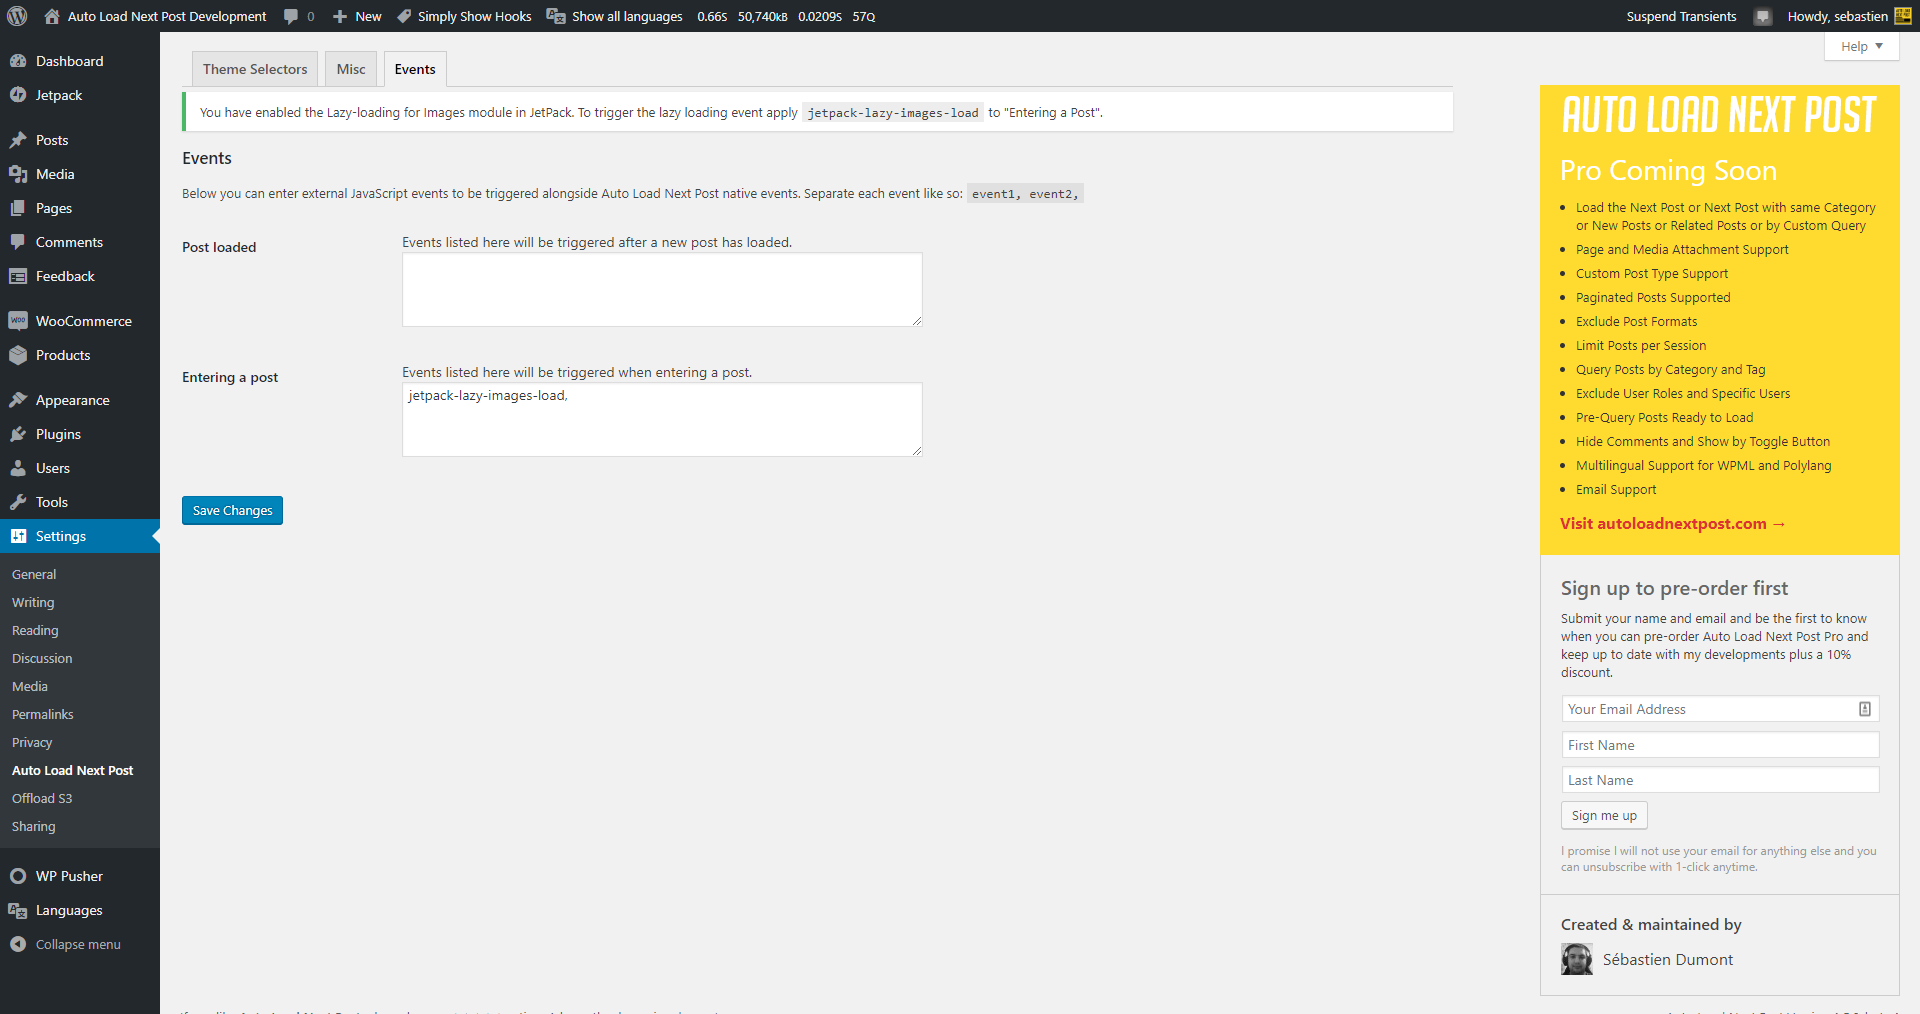 Auto Load Next Post Development 0 New Simply Show Hooks Show all languages 0.66S 50,740KB 0.0209S 57Q Suspend Transients Howdy, sebastien
Help
Dashboard
Jetpack
Posts
Media
Pages
Comments
Feedback
WooCommerce
Products
Appearance
Plugins
Users
Tools
Settings
General
Writing
Reading
Discussion
Media
Permalinks
Privacy
Auto Load Next Post
Offload S3
Sharing
WP Pusher
Languages
Collapse menu
Theme Selectors Misc Events
You have enabled the Lazy-loading for Images module in JetPack. To trigger the lazy loading event apply jetpack-lazy-images-load to "Entering a Post".
Events
Below you can enter external JavaScript events to be triggered alongside Auto Load Next Post native events. Separate each event like so: event1, event2,
Post loaded
Events listed here will be triggered after a new post has loaded.
Entering a post
Events listed here will be triggered when entering a post.
jetpack-lazy-images-load,
Save Changes
AUTO LOAD NEXT POST
Pro Coming Soon
Load the Next Post or Next Post with same Category
or New Posts or Related Posts or by Custom Query
Page and Media Attachment Support
Custom Post Type Support
Paginated Posts Supported
Exclude Post Formats
Limit Posts per Session
Query Posts by Category and Tag
Exclude User Roles and Specific Users
Pre-Query Posts Ready to Load
Hide Comments and Show by Toggle Button
Multilingual Support for WPML and Polylang
Email Support
Visit autoloadnextpost.com →
Sign up to pre-order first
Submit your name and email and be the first to know
when you can pre-order Auto Load Next Post Pro and
keep up to date with my developments plus a 10%
discount.
Your Email Address
First Name
Last Name
Sign me up
I promise I will not use your email for anything else and you
can unsubscribe with 1-click anytime.
Created & maintained by
Sébastien Dumont